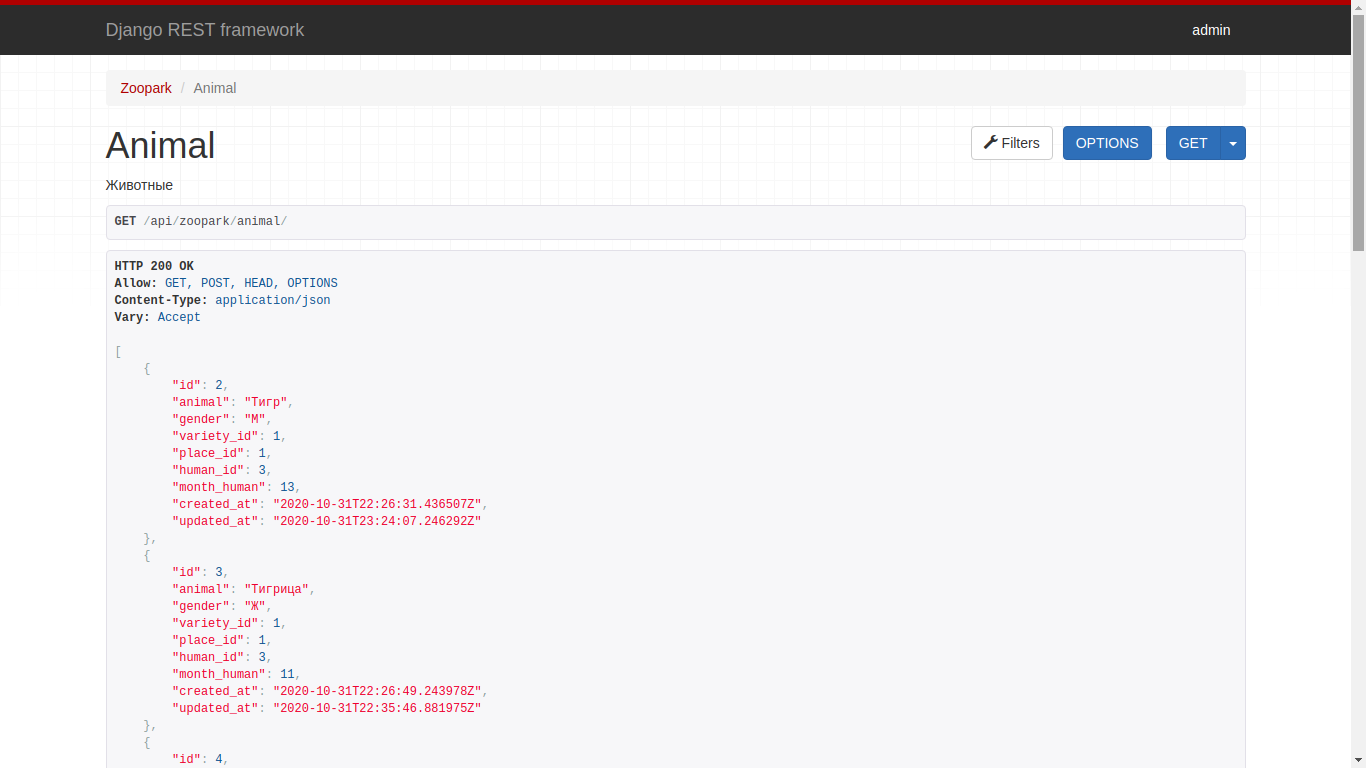 Django REST framework
admin
Zoopark / Animal
Animal
Filters
OPTIONS
GET
Животные
GET /api/zoopark/animal/
HTTP 200 OK
Allow: GET, POST, HEAD, OPTIONS
Content-Type: application/json
Vary: Accept
[
    {
        "id": 2,
        "animal": "Тигр",
        "gender": "М",
        "variety_id": 1,
        "place_id": 1,
        "human_id": 3,
        "month_human": 13,
        "created_at": "2020-10-31T22:26:31.436507Z",
        "updated_at": "2020-10-31T23:24:07.246292Z"
    },
    {
        "id": 3,
        "animal": "Тигрица",
        "gender": "Ж",
        "variety_id": 1,
        "place_id": 1,
        "human_id": 3,
        "month_human": 11,
        "created_at": "2020-10-31T22:26:49.243978Z",
        "updated_at": "2020-10-31T22:35:46.881975Z"
    },
    {
        "id": 4,